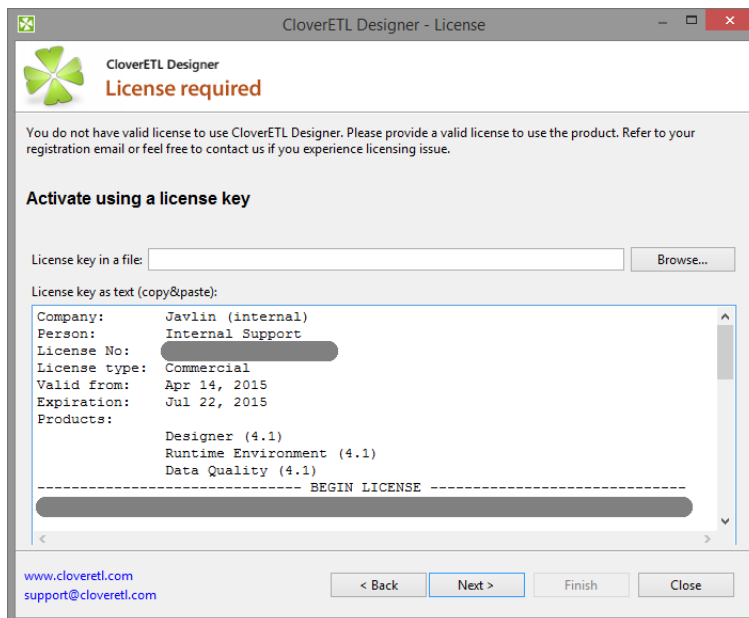 CloverETL Designer - License
CloverETL Designer
License required
You do not have valid license to use CloverETL Designer. Please provide a valid license to use the product. Refer to your
registration email or feel free to contact us if you experience licensing issue.
Activate using a license key
License key in a file:
Browse...
License key as text (copy&paste):
Company: Javlin (internal)
Person: Internal Support
License No:
License type: Commercial
Valid from: Apr 14, 2015
Expiration: Jul 22, 2015
Products:
Designer (4.1)
Runtime Environment (4.1)
Data Quality (4.1)
------------------------------- BEGIN LICENSE -------------------------------
www.cloveretl.com
support@cloveretl.com
< Back Next > Finish Close